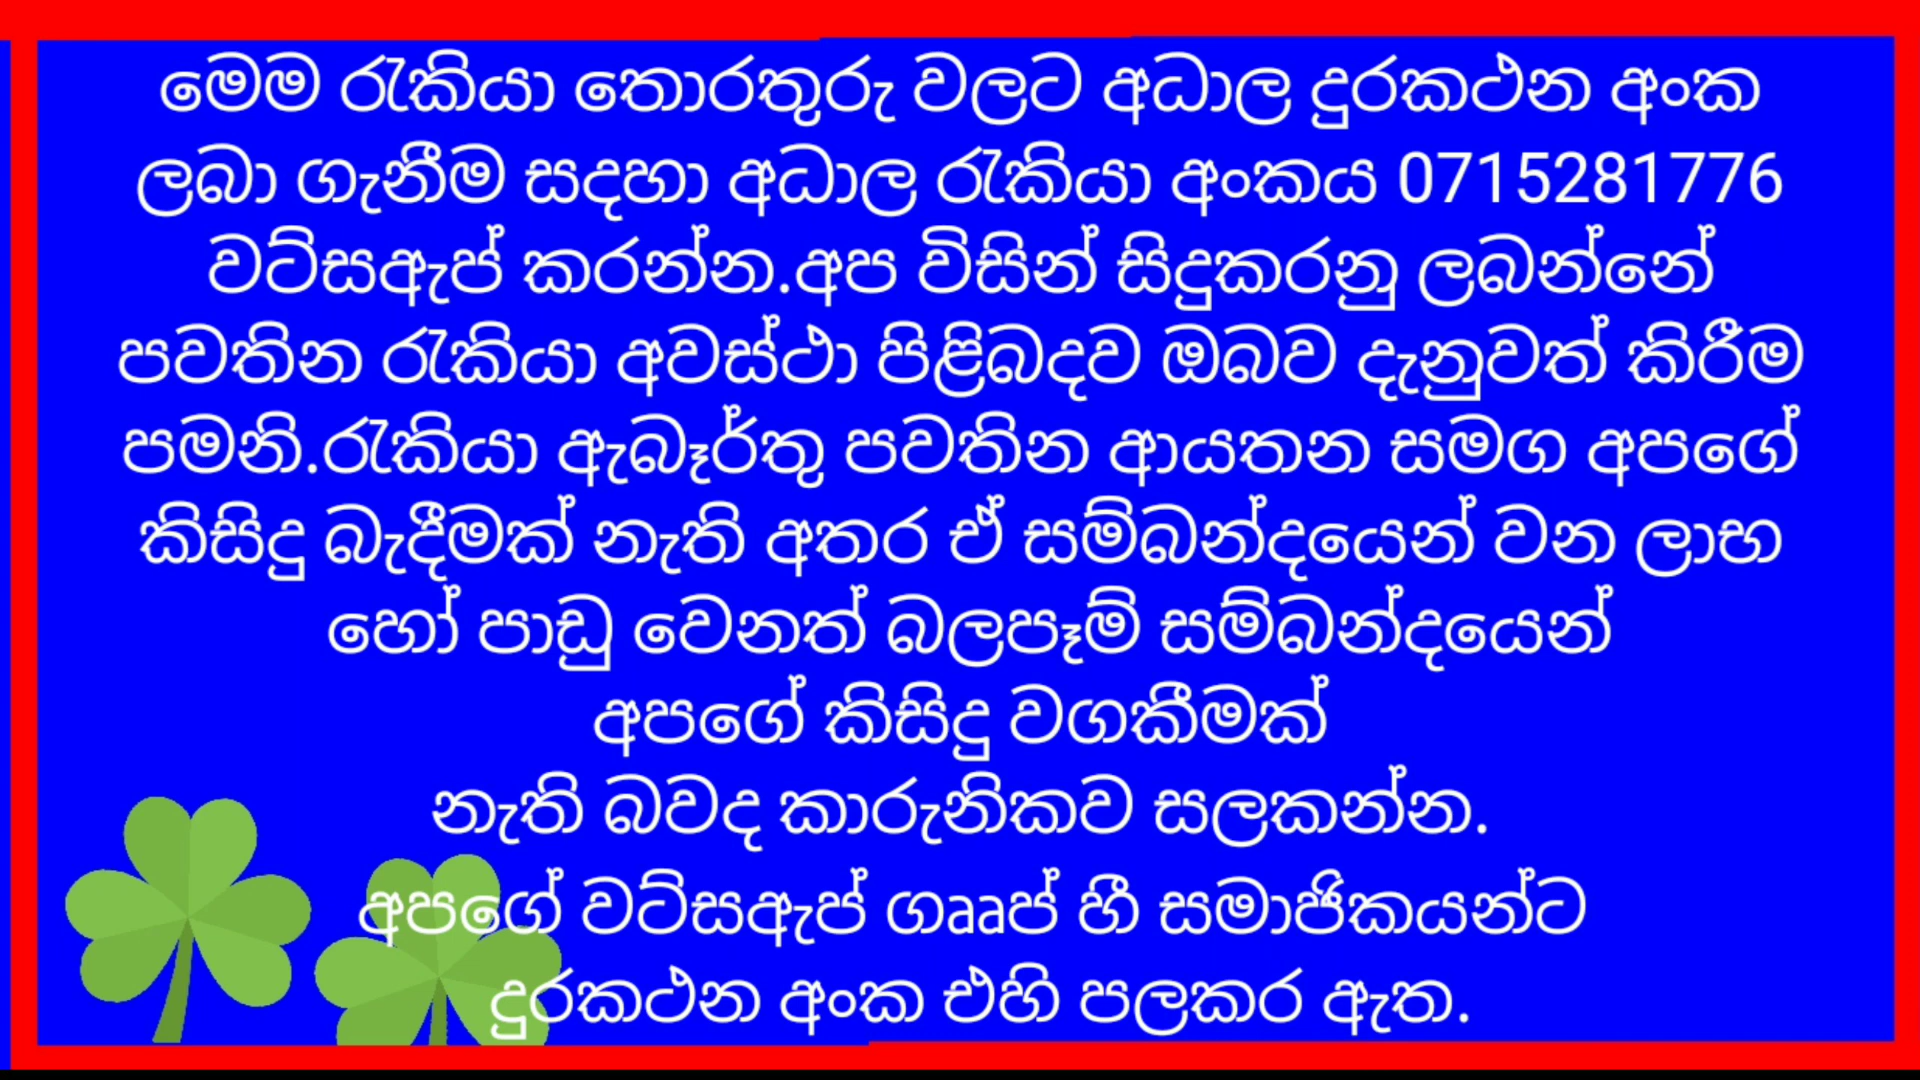 මෙම රැකියා තොරතුරු වලට අධාල දුරකථන අංක
ලබා ගැනීම සදහා අධාල රැකියා අංකය 0715281776
වට්සඇප් කරන්න.අප විසින් සිදුකරනු ලබන්නේ
පවතින රැකියා අවස්ථා පිළිබදව ඔබව දැනුවත් කිරීම
පමනි.රැකියා ඇබෑර්තු පවතින ආයතන සමග අපගේ
කිසිදු බැදීමක් නැති අතර ඒ සම්බන්දයෙන් වන ලාභ
හෝ පාඩු වෙනත් බලපෑම් සම්බන්දයෙන්
අපගේ කිසිදු වගකීමක්
නැති බවද කාරුනිකව සලකන්න.
අපගේ වට්සඇප් ගෲප් හී සමාජිකයන්ට
දුරකථන අංක එහි පලකර ඇත.